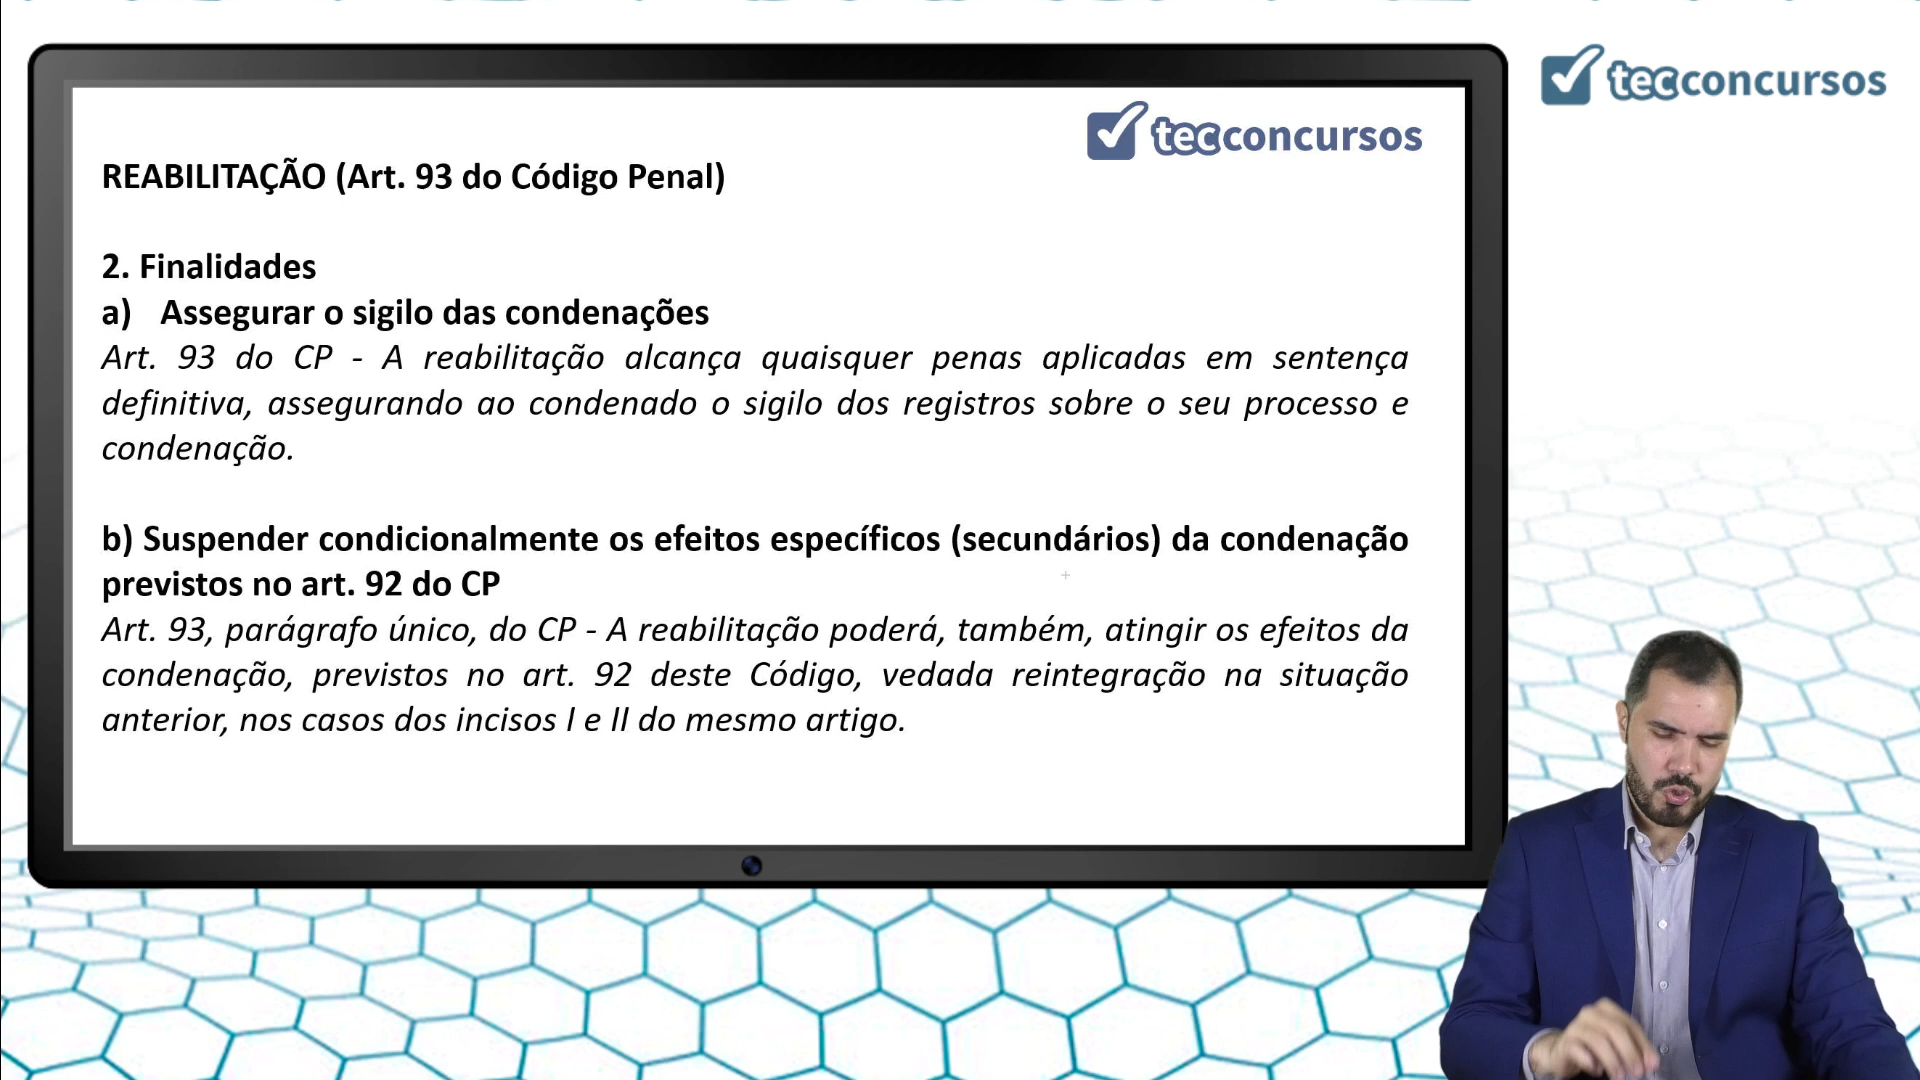 tecconcursos
tecconcursos
REABILITAÇÃO (Art. 93 do Código Penal)
2. Finalidades
a) Assegurar o sigilo das condenações
Art. 93 do CP - A reabilitação alcança quaisquer penas aplicadas em sentença
definitiva, assegurando ao condenado o sigilo dos registros sobre o seu processo e
condenação.
b) Suspender condicionalmente os efeitos específicos (secundários) da condenação
previstos no art. 92 do CP
Art. 93, parágrafo único, do CP - A reabilitação poderá, também, atingir os efeitos da
condenação, previstos no art. 92 deste Código, vedada reintegração na situação
anterior, nos casos dos incisos I e II do mesmo artigo.